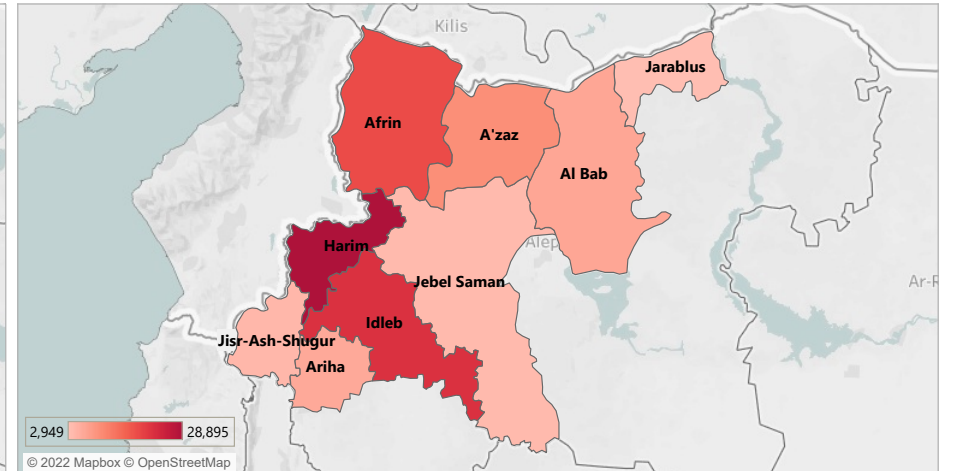 Kilis
Jarablus
Afrin
A'zaz
Al Bab
Harim
Alep
Jebel Saman
Ar-R
Idleb
Jisr-Ash-Shugur
Ariha
2,949
28,895
© 2022 Mapbox © OpenStreetMap